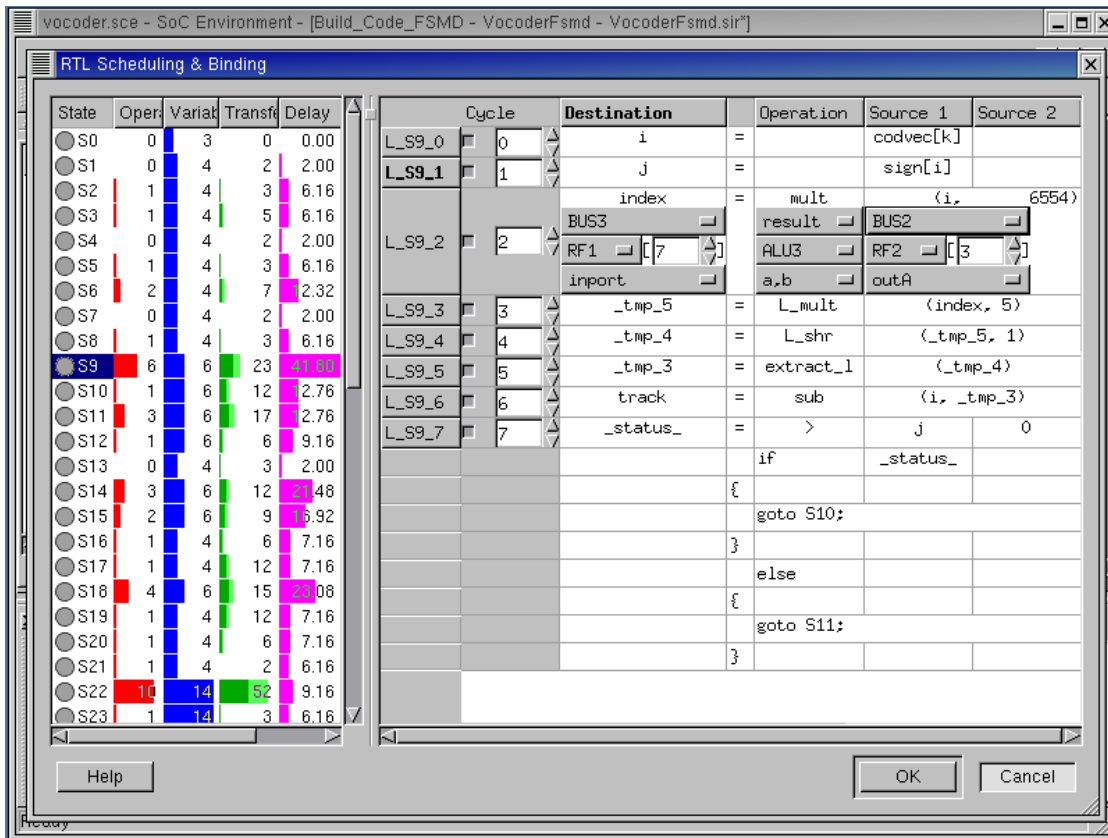 vocoder.sce - SoC Environment - [Build_Code_FSMD - VocoderFsmd - VocoderFsmd.sir*]
RTL Scheduling & Binding
State Opera Variab Transfe Delay
S0 0 3 0 0.00
S1 0 4 2 2.00
S2 1 4 3 6.16
S3 1 4 5 6.16
S4 0 4 2 2.00
S5 1 4 3 6.16
S6 2 4 7 12.32
S7 0 4 2 2.00
S8 1 4 3 6.16
S9 6 6 23 41.80
S10 1 6 12 12.76
S11 3 6 17 12.76
S12 1 6 6 9.16
S13 0 4 3 2.00
S14 3 6 12 21.48
S15 2 6 9 16.92
S16 1 4 6 7.16
S17 1 4 12 7.16
S18 4 6 15 23.08
S19 1 4 12 7.16
S20 1 4 6 7.16
S21 1 4 2 6.16
S22 10 14 52 9.16
S23 1 14 3 6.16
Cycle Destination Operation Source 1 Source 2
L_S9_0 0 i = codvec[k]
L_S9_1 1 j = sign[i]
L_S9_2 2 index = mult (i, 6554)
BUS3 result BUS2
RF1 [7] ALU3 RF2 [3]
inport a,b outA
L_S9_3 3 _tmp_5 = L_mult (index, 5)
L_S9_4 4 _tmp_4 = L_shr (_tmp_5, 1)
L_S9_5 5 _tmp_3 = extract_l (_tmp_4)
L_S9_6 6 track = sub (i, _tmp_3)
L_S9_7 7 _status_ = > j 0
if _status_
{
goto S10;
}
else
{
goto S11;
}
Help
OK
Cancel
Ready